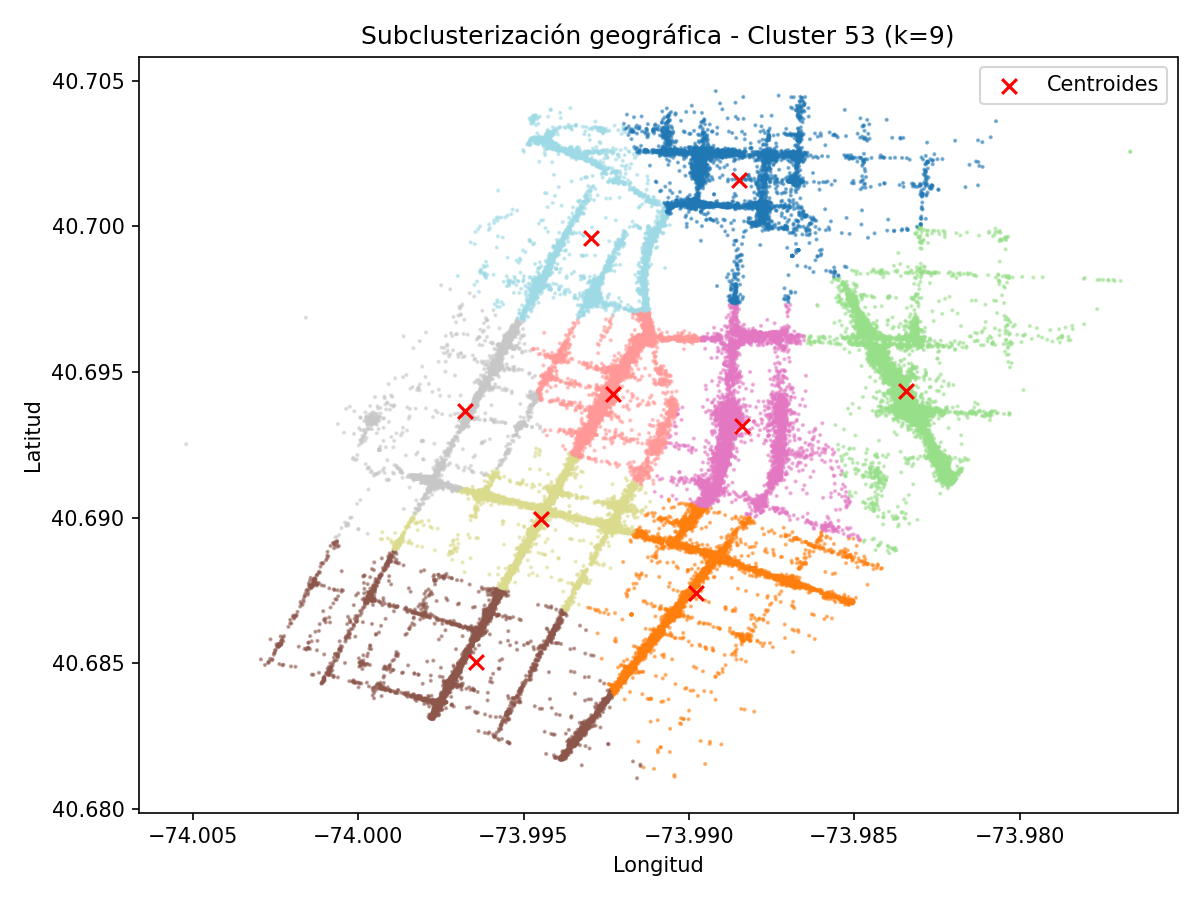 Subclusterización geográfica - Cluster 53 (k=9)
Centroides
40.705
40.700
40.695
40.690
40.685
40.680
Latitud
−74.005 −74.000 −73.995 −73.990 −73.985 −73.980
Longitud